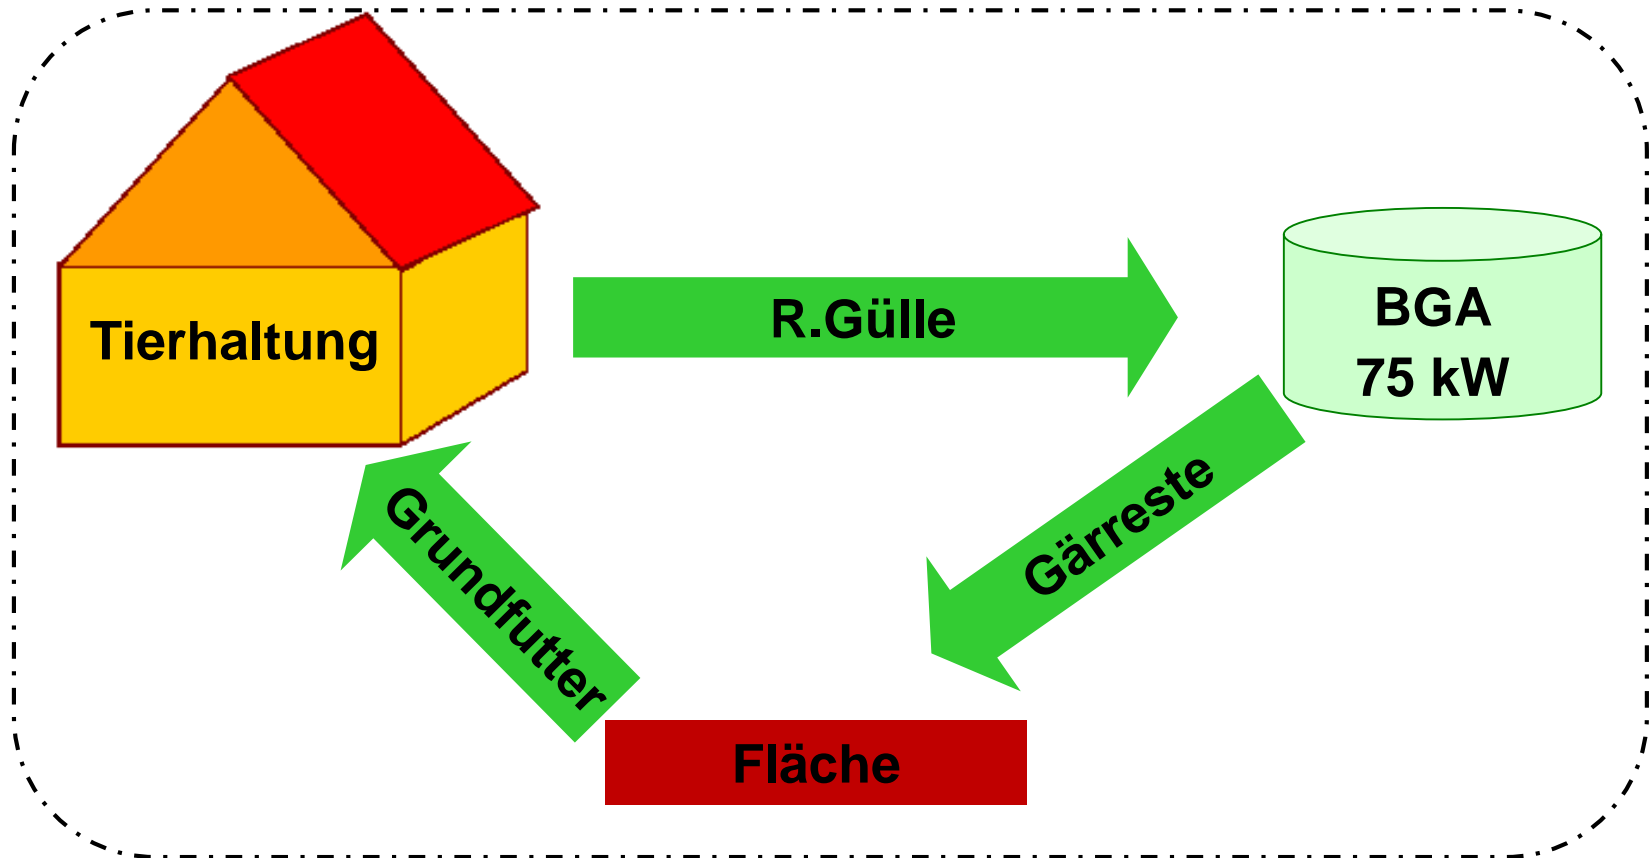 Tierhaltung
R.Gülle
BGA
75 kW
Gärreste
Grundfutter
Fläche